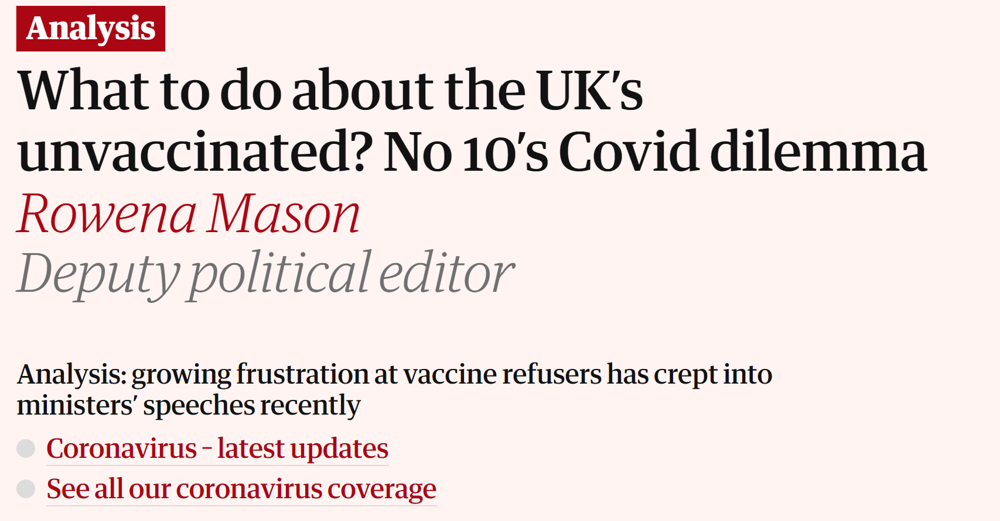 Analysis
What to do about the UK’s
unvaccinated? No 10’s Covid dilemma
Rowena Mason
Deputy political editor
Analysis: growing frustration at vaccine refusers has crept into
ministers’ speeches recently
Coronavirus – latest updates
See all our coronavirus coverage